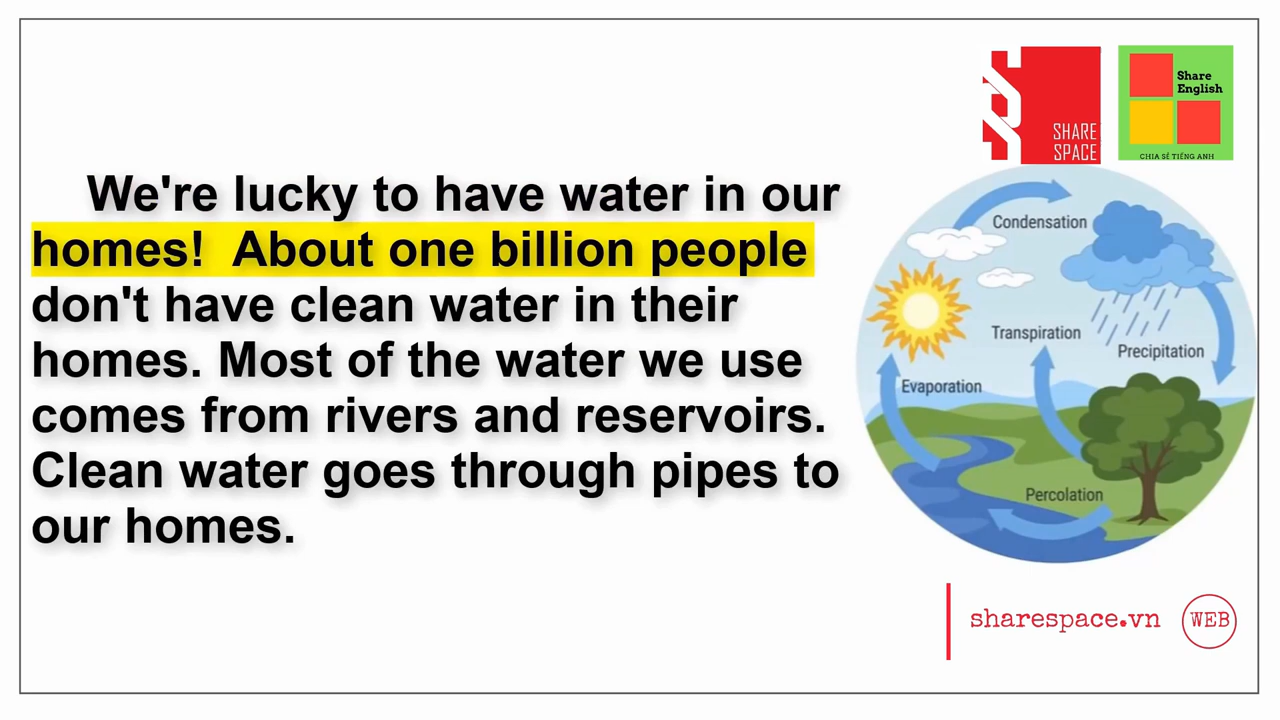 SHARE
SPACE
Share
English
CHIA SẺ TIẾNG ANH
We're lucky to have water in our
homes!  About one billion people
don't have clean water in their
homes. Most of the water we use
comes from rivers and reservoirs.
Clean water goes through pipes to
our homes.
Condensation
Transpiration
Precipitation
Evaporation
Percolation
sharespace.vn
WEB